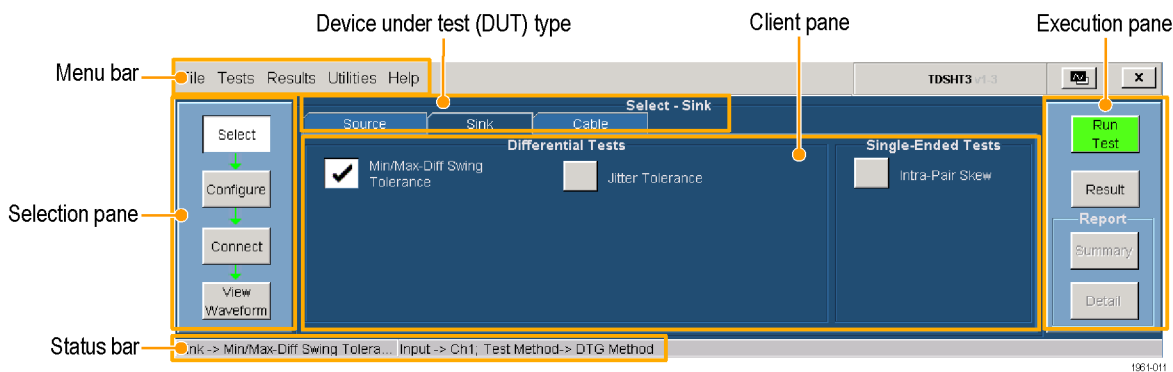 Device under test (DUT) type
Client pane
Execution pane
Menu bar
File Tests Results Utilities Help
TDSHT3 v1.3
x
Select - Sink
Source Sink Cable
Select
Configure
Connect
View
Waveform
Differential Tests
Min/Max-Diff Swing
Tolerance
Jitter Tolerance
Single-Ended Tests
Intra-Pair Skew
Run
Test
Result
Report
Summary
Detail
Selection pane
Status bar
-> Min/Max-Diff Swing Tolera... Input -> Ch1; Test Method-> DTG Method
1961-011